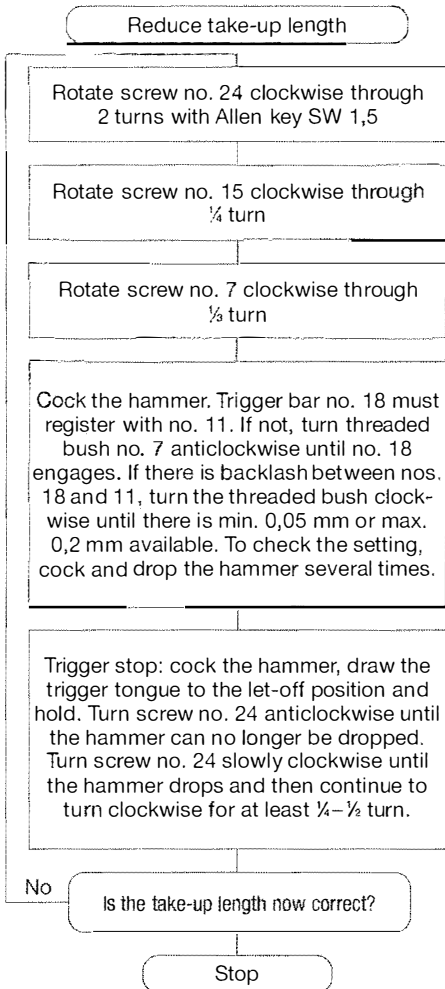 Reduce take-up length
Rotate screw no. 24 clockwise through
2 turns with Allen key SW 1,5
Rotate screw no. 15 clockwise through
¼ turn
Rotate screw no. 7 clockwise through
⅓ turn
Cock the hammer. Trigger bar no. 18 must
register with no. 11. If not, turn threaded
bush no. 7 anticlockwise until no. 18
engages. If there is backlash between nos.
18 and 11, turn the threaded bush clock-
wise until there is min. 0,05 mm or max.
0,2 mm available. To check the setting,
cock and drop the hammer several times.
Trigger stop: cock the hammer, draw the
trigger tongue to the let-off position and
hold. Turn screw no. 24 anticlockwise until
the hammer can no longer be dropped.
Turn screw no. 24 slowly clockwise until
the hammer drops and then continue to
turn clockwise for at least ¼–½ turn.
No
Is the take-up length now correct?
Stop